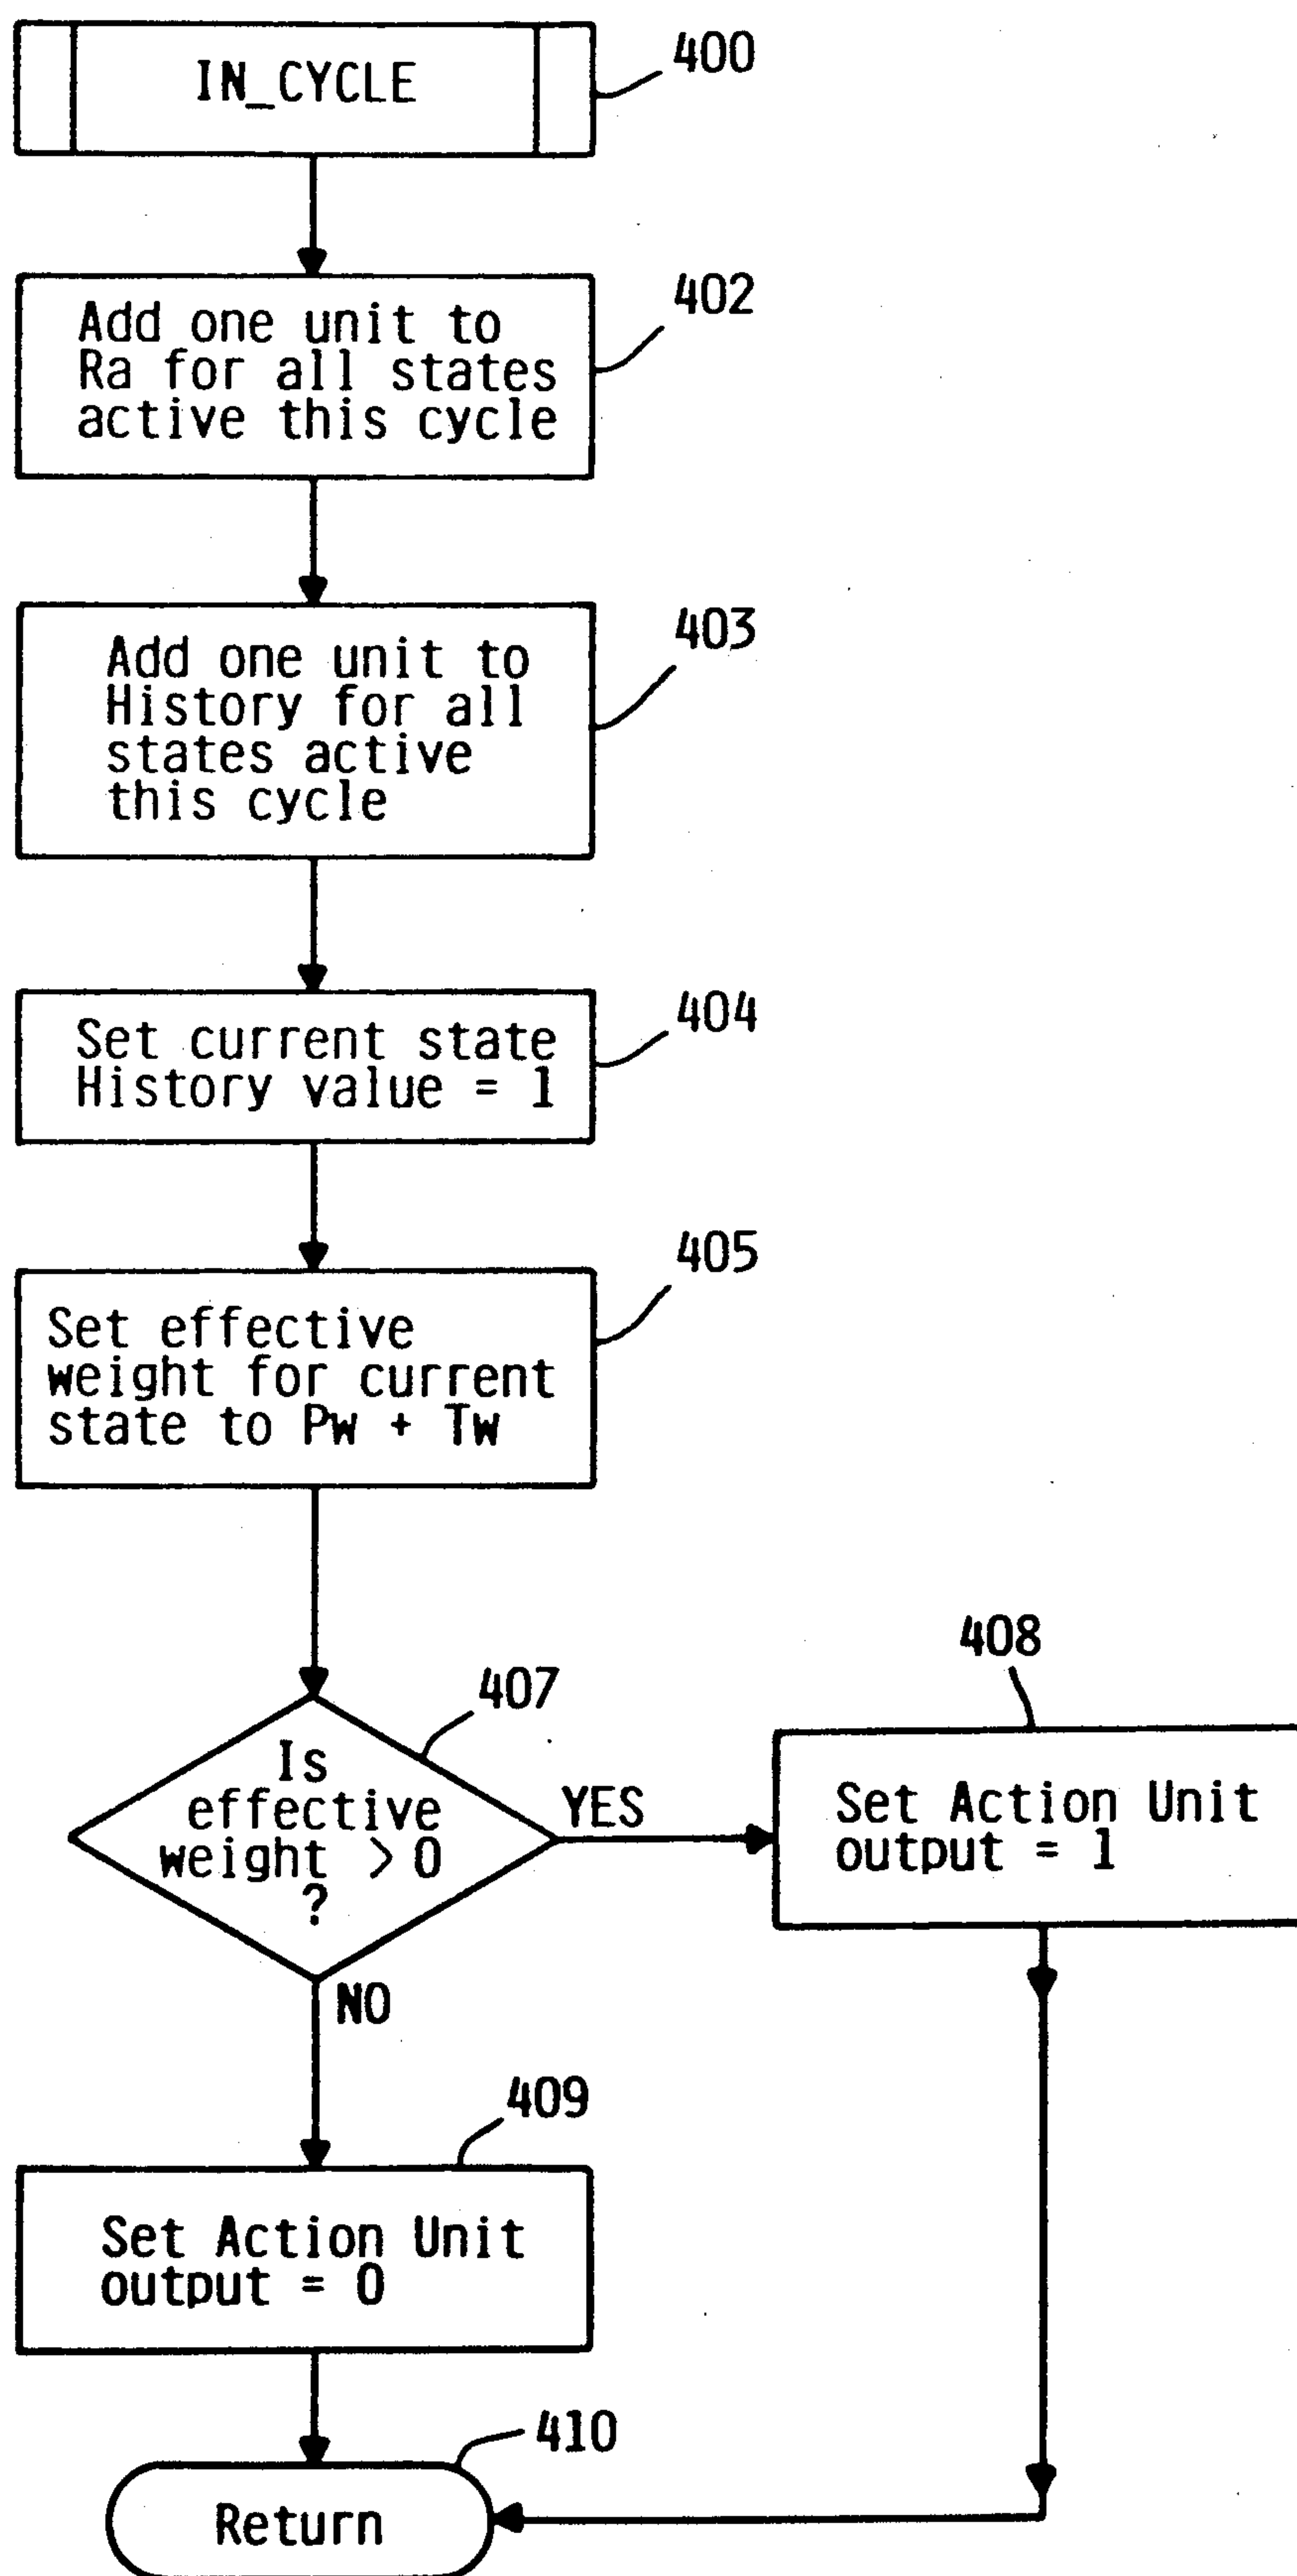 IN_CYCLE
400
402
Add one unit to
Ra for all states
active this cycle
403
Add one unit to
History for all
states active
this cycle
404
Set current state
History value = 1
405
Set effective
weight for current
state to Pw + Tw
407
Is
effective
weight > 0
?
YES
408
Set Action Unit
output = 1
NO
409
Set Action Unit
output = 0
410
Return